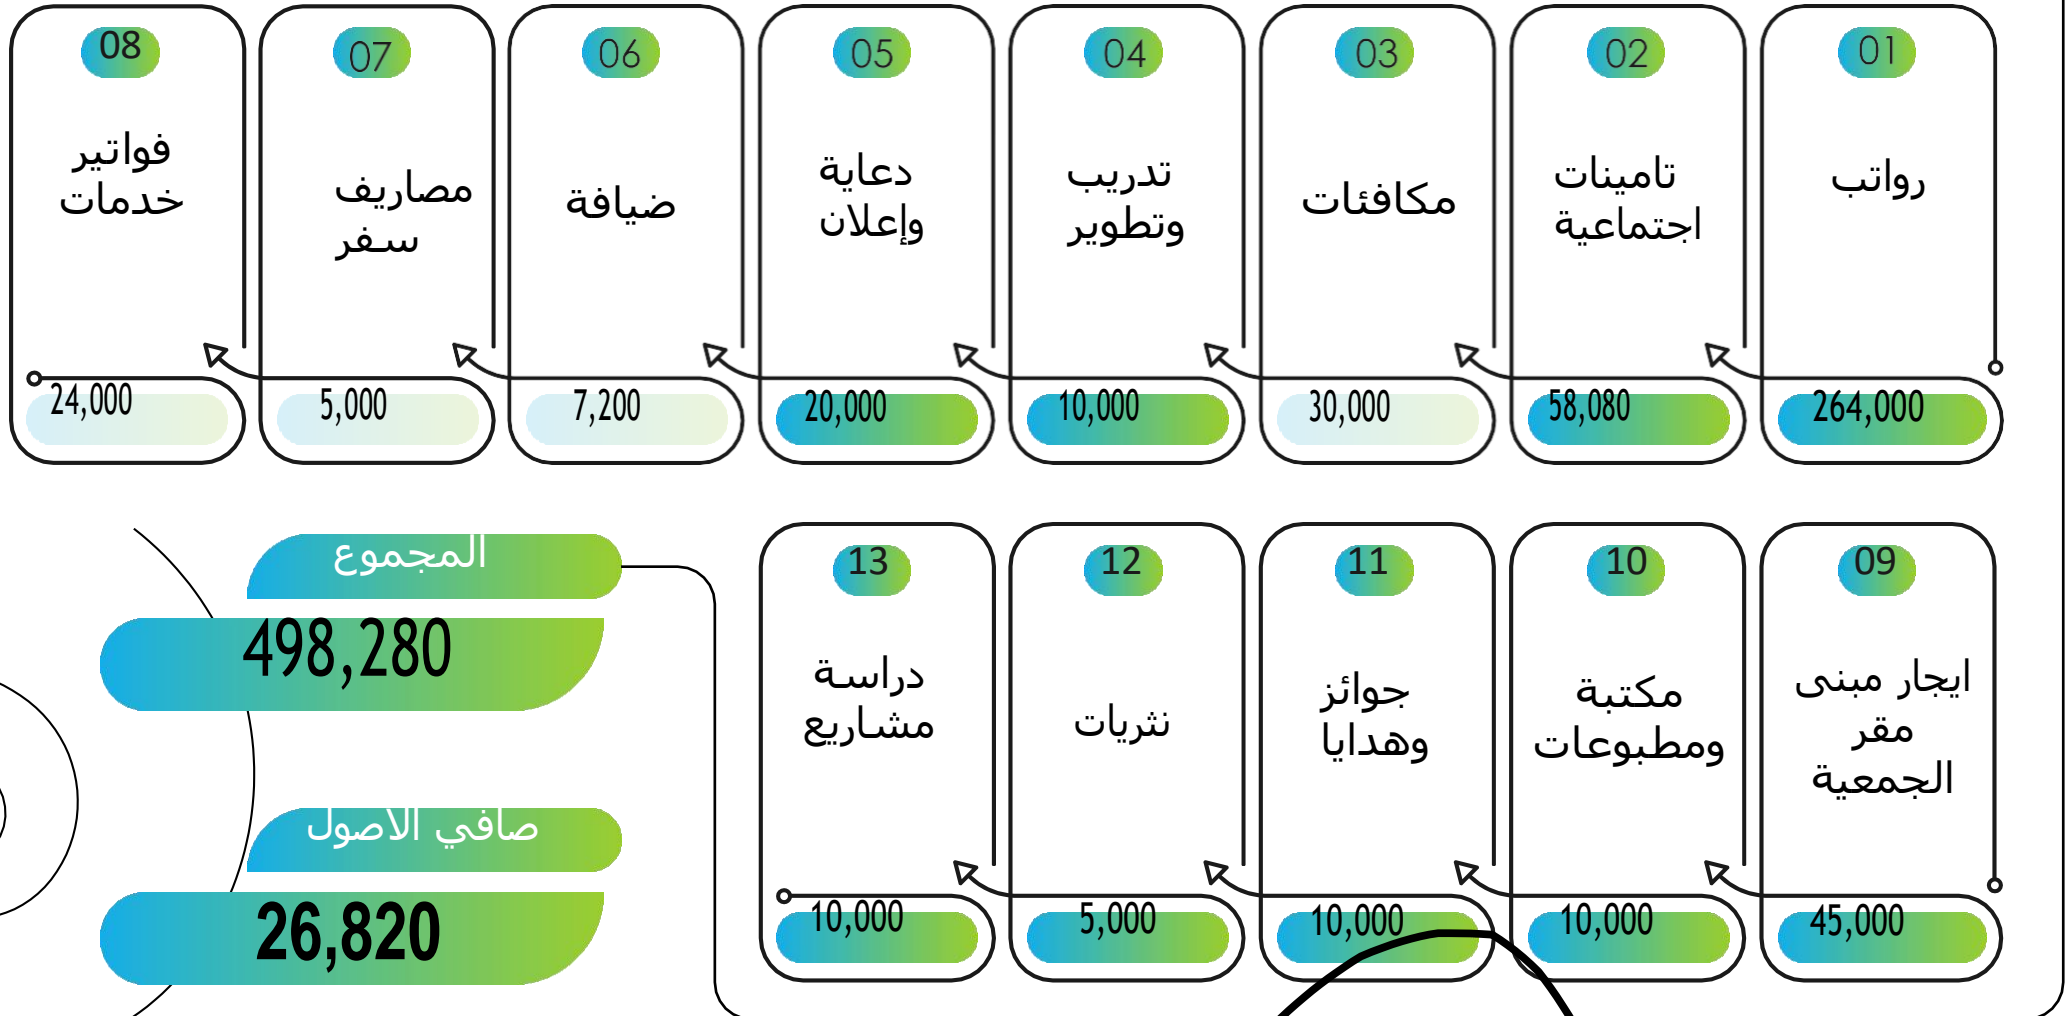 01
رواتب
264,000
02
تامينات
اجتماعية
58,080
03
مكافئات
30,000
04
تدريب
وتطوير
10,000
05
دعاية
وإعلان
20,000
06
ضيافة
7,200
07
مصاريف
سفر
5,000
08
فواتير
خدمات
24,000
09
ايجار مبنى
مقر
الجمعية
45,000
10
مكتبة
ومطبوعات
10,000
11
جوائز
وهدايا
10,000
12
نثريات
5,000
13
دراسة
مشاريع
10,000
المجموع
498,280
صافي الاصول
26,820